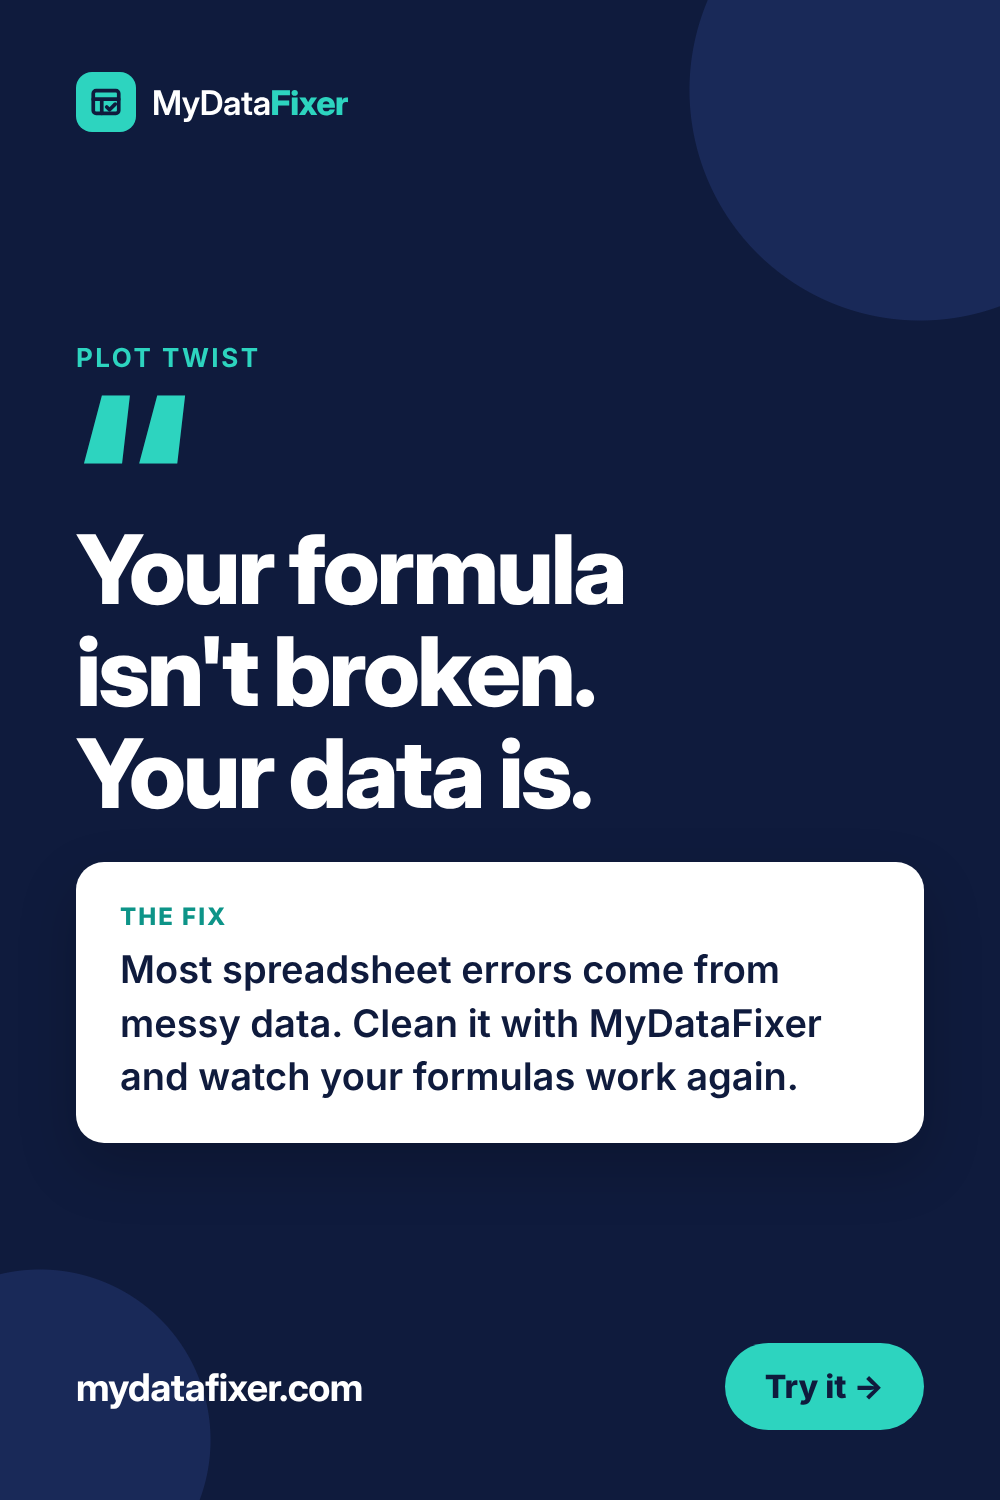 MyDataFixer
PLOT TWIST
"
Your formula
isn't broken.
Your data is.
THE FIX
Most spreadsheet errors come from
messy data. Clean it with MyDataFixer
and watch your formulas work again.
mydatafixer.com
Try it →